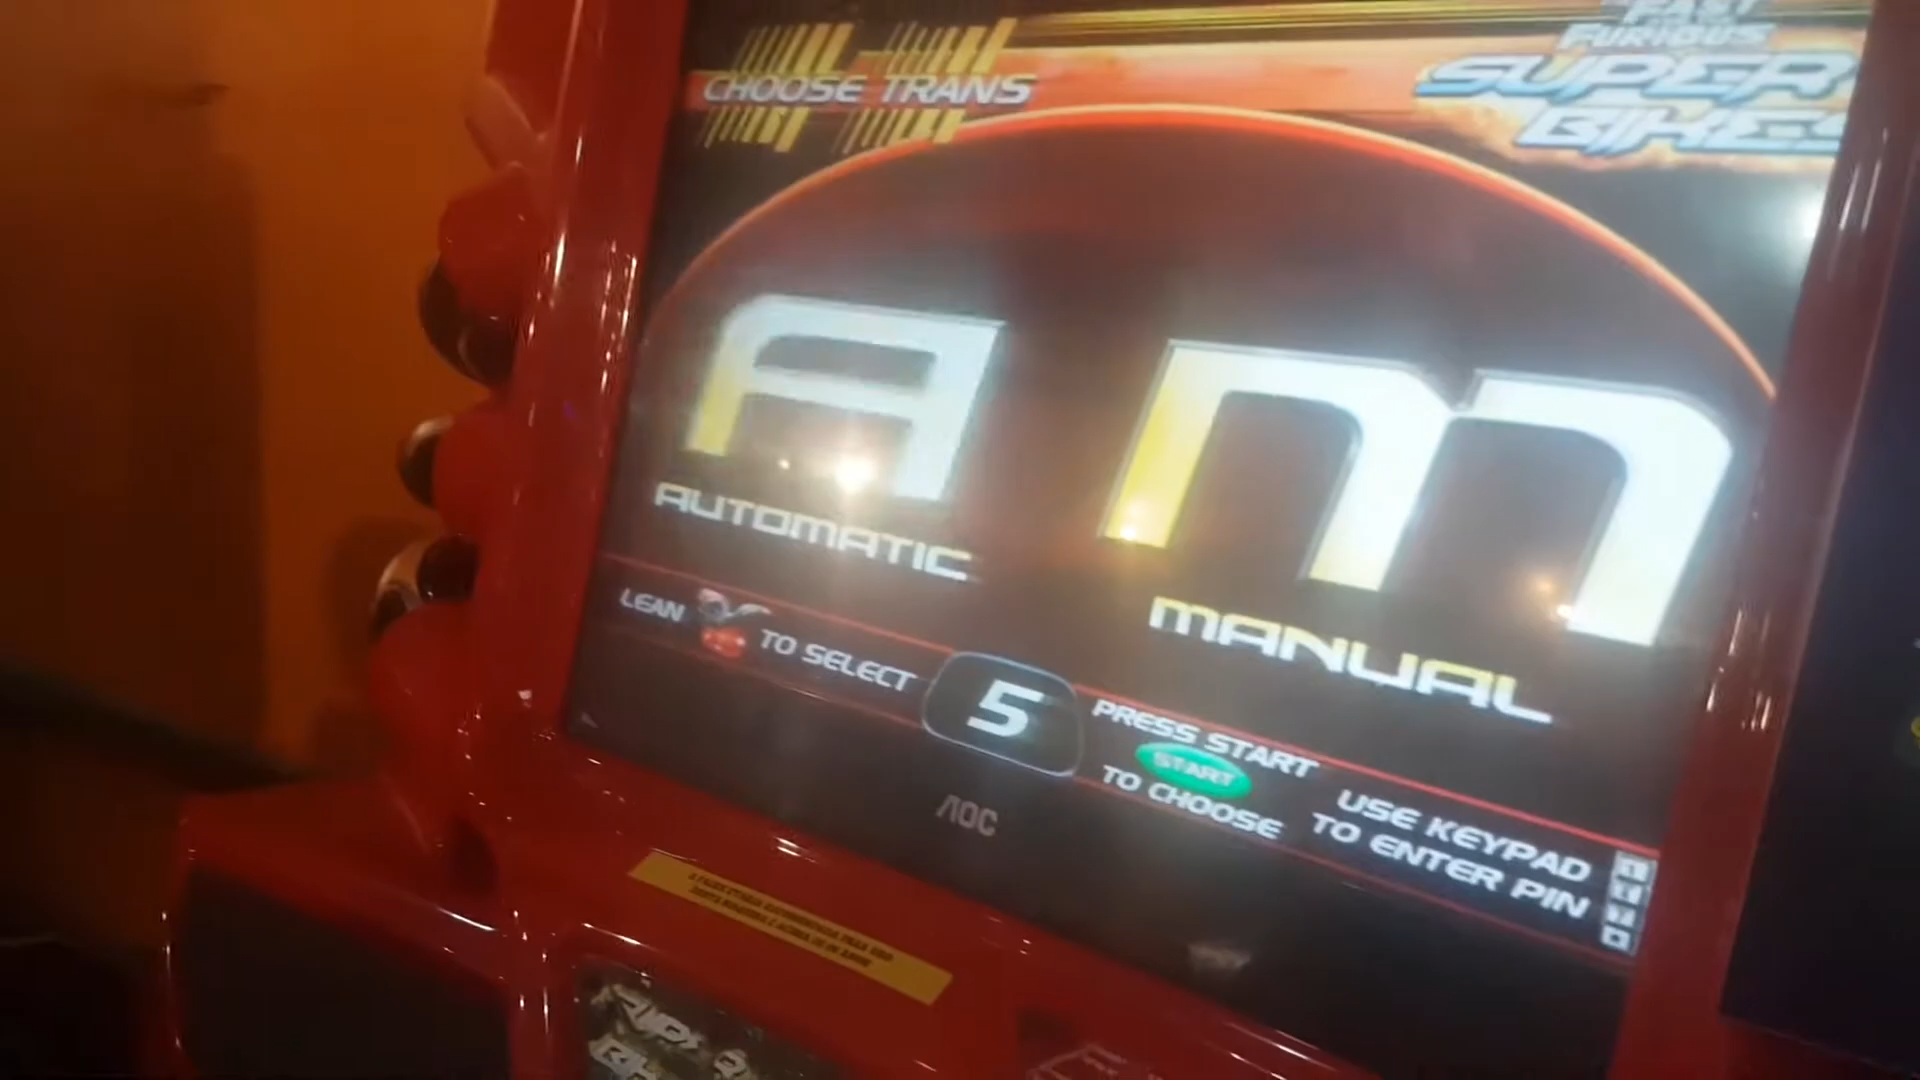 FAST
FURIOUS
SUPER
BIKES
CHOOSE TRANS
A
M
AUTOMATIC
MANUAL
LEAN
TO SELECT
5
PRESS START
START
TO CHOOSE
USE KEYPAD
TO ENTER PIN
AOC